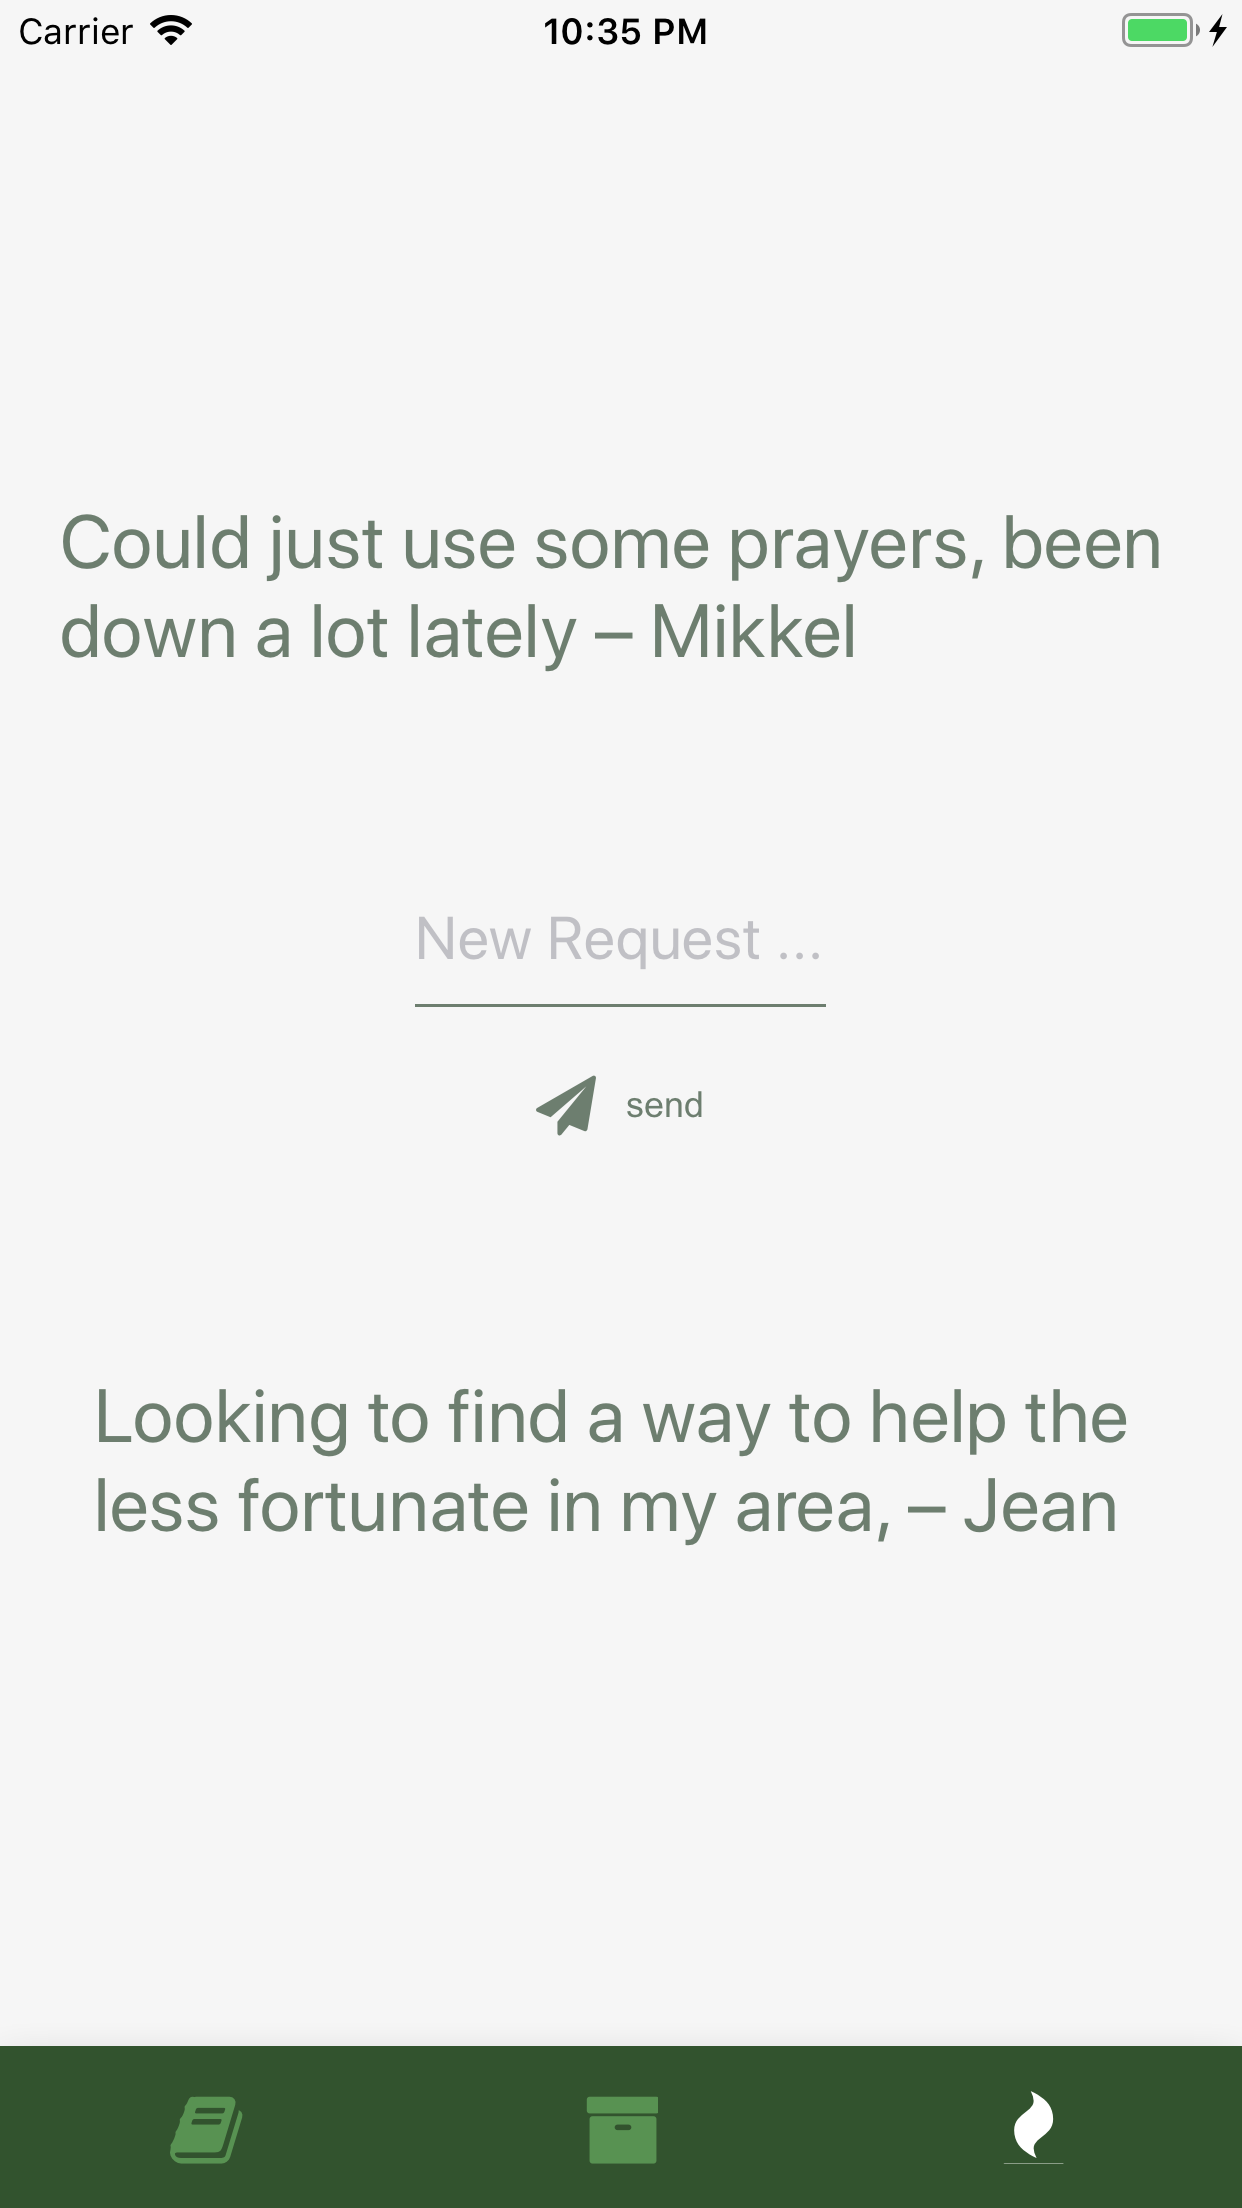 Carrier 10:35 PM
Could just use some prayers, been
down a lot lately – Mikkel
New Request ...
send
Looking to find a way to help the
less fortunate in my area, – Jean